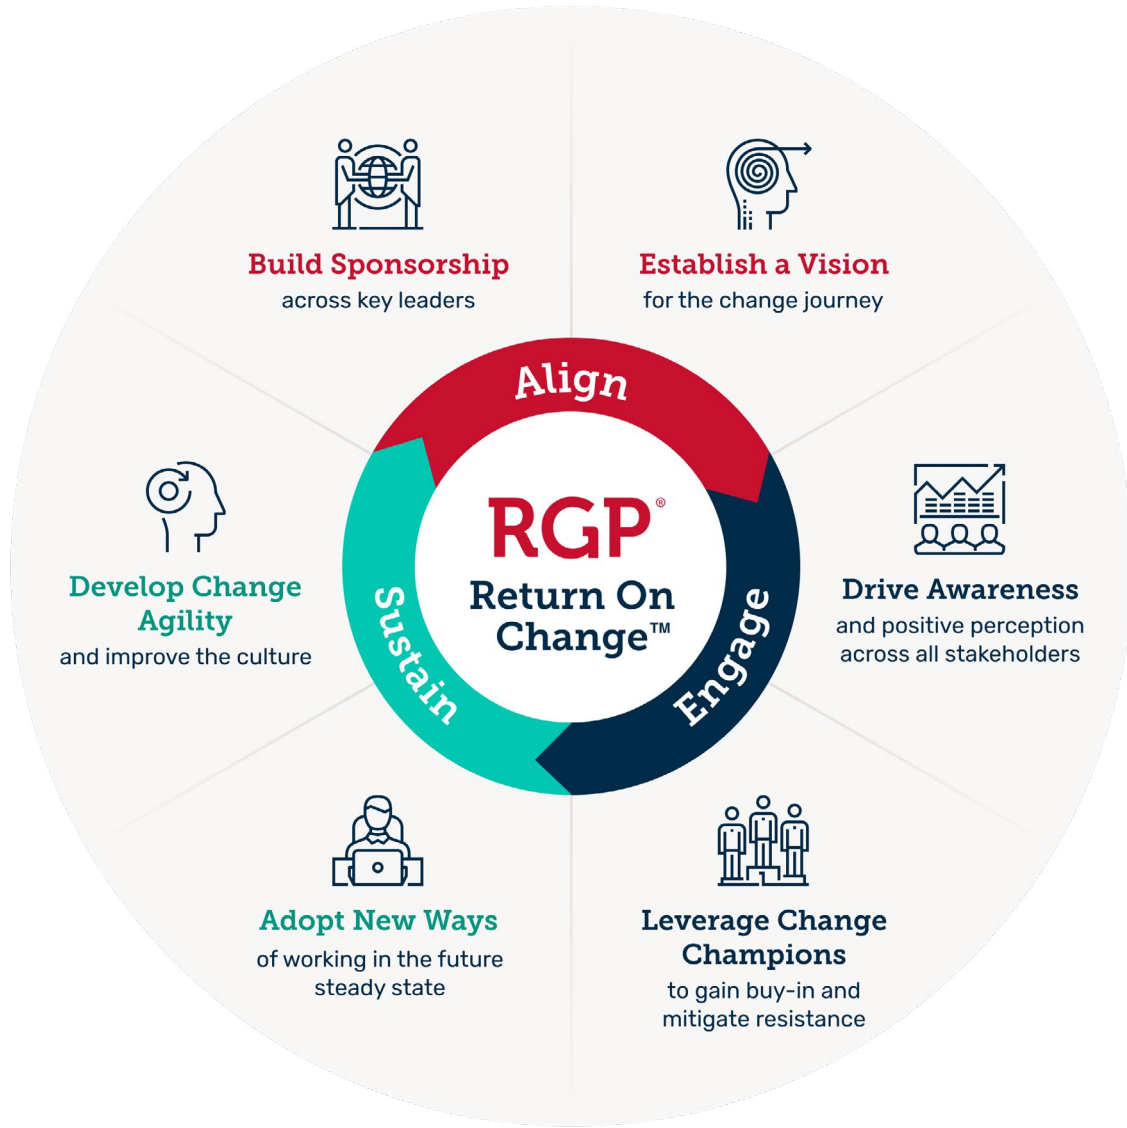 Build Sponsorship
across key leaders
Establish a Vision
for the change journey
Align
RGP®
Return On
Change™
Engage
Sustain
Drive Awareness
and positive perception
across all stakeholders
Leverage Change
Champions
to gain buy-in and
mitigate resistance
Adopt New Ways
of working in the future
steady state
Develop Change
Agility
and improve the culture